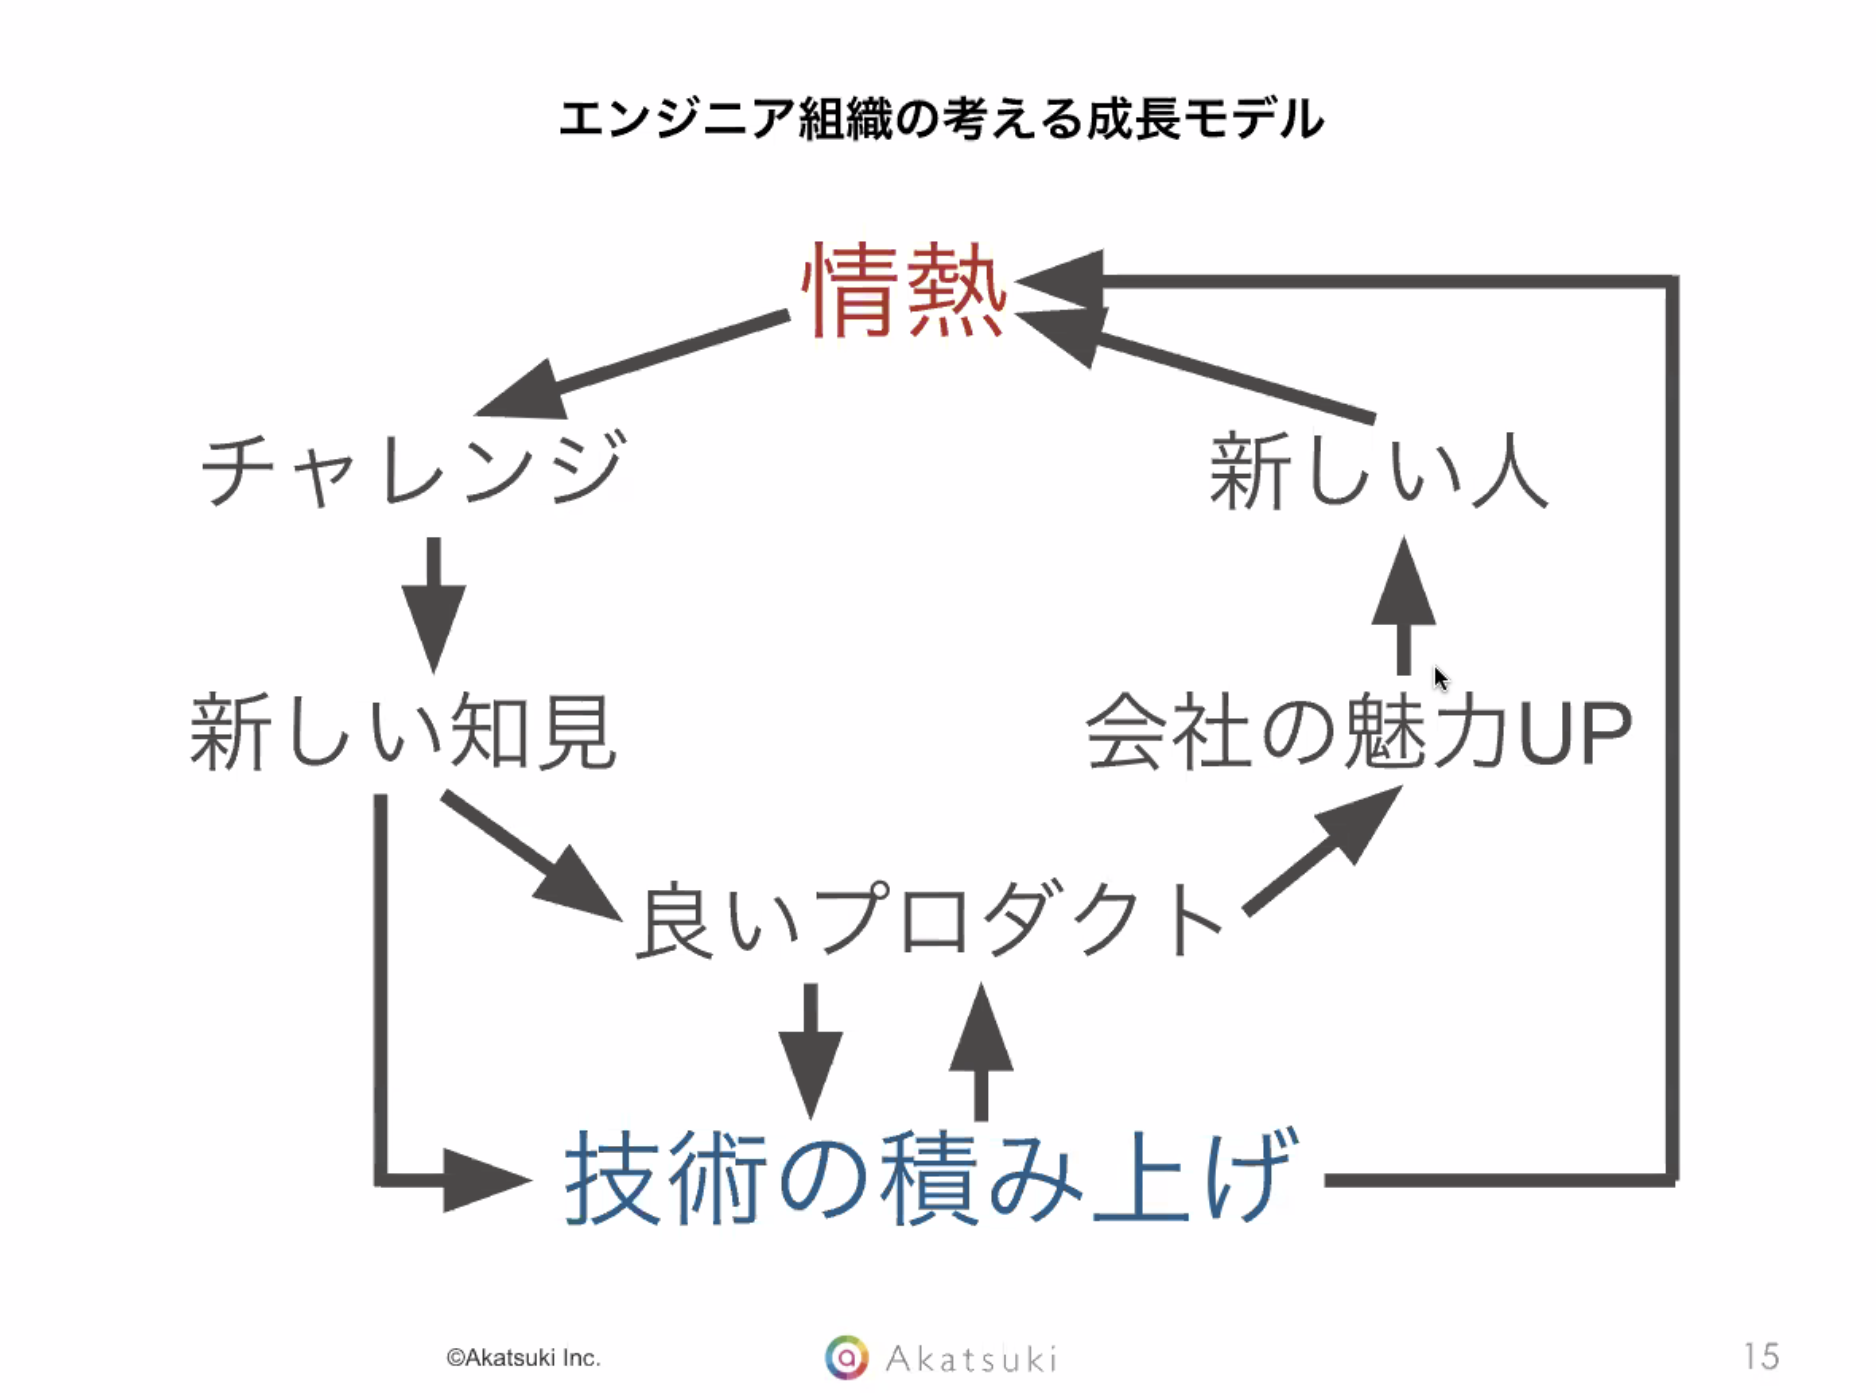 エンジニア組織の考える成長モデル
情熱
チャレンジ
新しい人
新しい知見
会社の魅力UP
良いプロダクト
技術の積み上げ
©Akatsuki Inc.
a Akatsuki
15